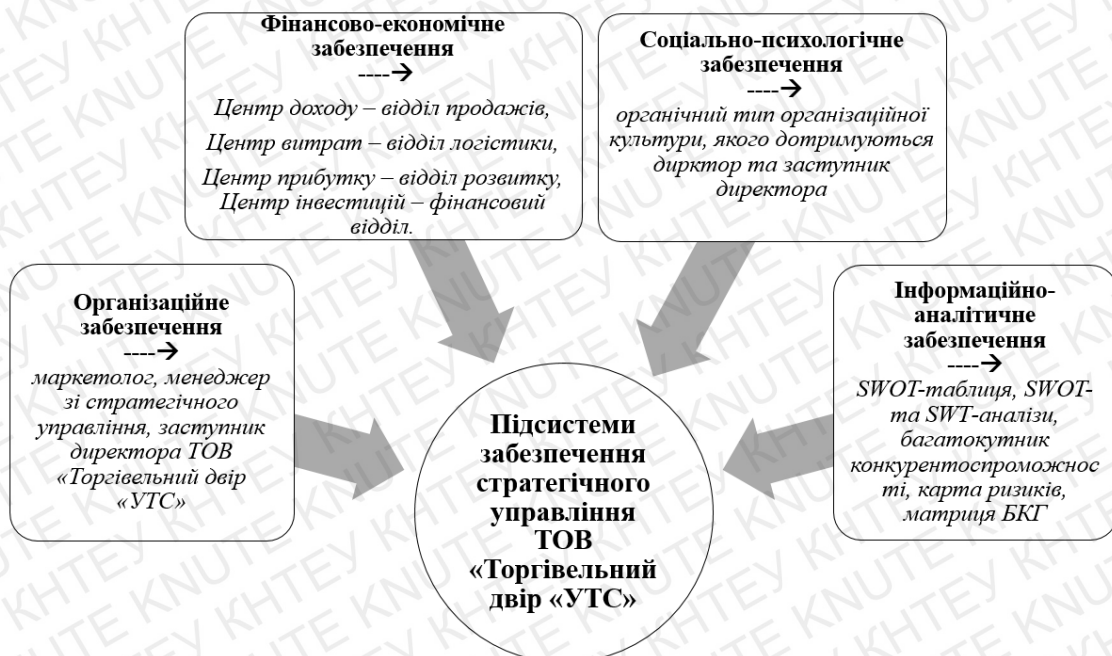 Фінансово-економічне
забезпечення
----→
Центр доходу – відділ продажів,
Центр витрат – відділ логістики,
Центр прибутку – відділ розвитку,
Центр інвестицій – фінансовий
відділ.
Соціально-психологічне
забезпечення
----→
органічний тип організаційної
культури, якого дотримуються
дирктор та заступник
директора
Організаційне
забезпечення
----→
маркетолог, менеджер
зі стратегічного
управління, заступник
директора ТОВ
«Торгівельний двір
«УТС»
Інформаційно-
аналітичне
забезпечення
----→
SWOT-таблиця, SWOT-
та SWT-аналізи,
багатокутник
конкурентоспроможнос
ті, карта ризиків,
матриця БКГ
Підсистеми
забезпечення
стратегічного
управління
ТОВ
«Торгівельний
двір «УТС»